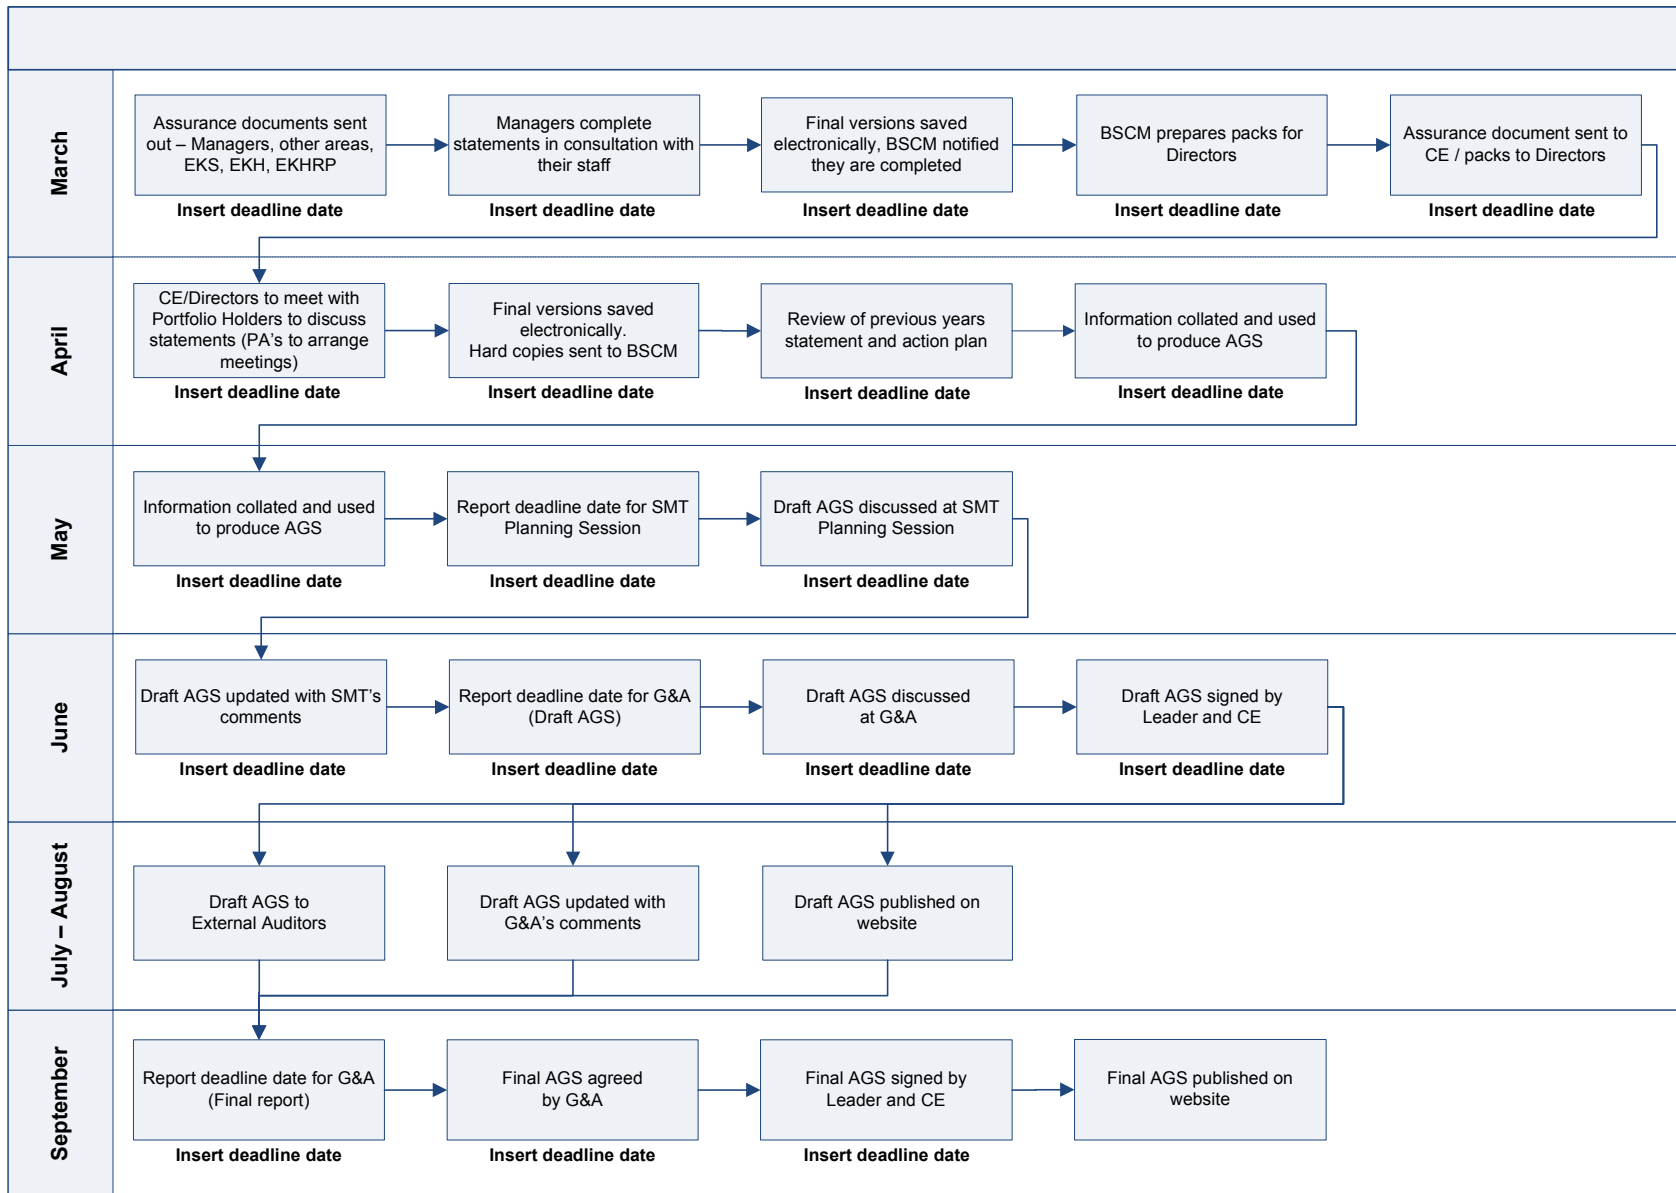 March
Assurance documents sent
out – Managers, other areas,
EKS, EKH, EKHRP
Insert deadline date
Managers complete
statements in consultation with
their staff
Insert deadline date
Final versions saved
electronically, BSCM notified
they are completed
Insert deadline date
BSCM prepares packs for
Directors
Insert deadline date
Assurance document sent to
CE / packs to Directors
Insert deadline date
April
CE/Directors to meet with
Portfolio Holders to discuss
statements (PA's to arrange
meetings)
Insert deadline date
Final versions saved
electronically.
Hard copies sent to BSCM
Insert deadline date
Review of previous years
statement and action plan
Insert deadline date
Information collated and used
to produce AGS
Insert deadline date
May
Information collated and used
to produce AGS
Insert deadline date
Report deadline date for SMT
Planning Session
Insert deadline date
Draft AGS discussed at SMT
Planning Session
Insert deadline date
June
Draft AGS updated with SMT's
comments
Insert deadline date
Report deadline date for G&A
(Draft AGS)
Insert deadline date
Draft AGS discussed
at G&A
Insert deadline date
Draft AGS signed by
Leader and CE
Insert deadline date
July – August
Draft AGS to
External Auditors
Draft AGS updated with
G&A's comments
Draft AGS published on
website
September
Report deadline date for G&A
(Final report)
Insert deadline date
Final AGS agreed
by G&A
Insert deadline date
Final AGS signed by
Leader and CE
Insert deadline date
Final AGS published on
website